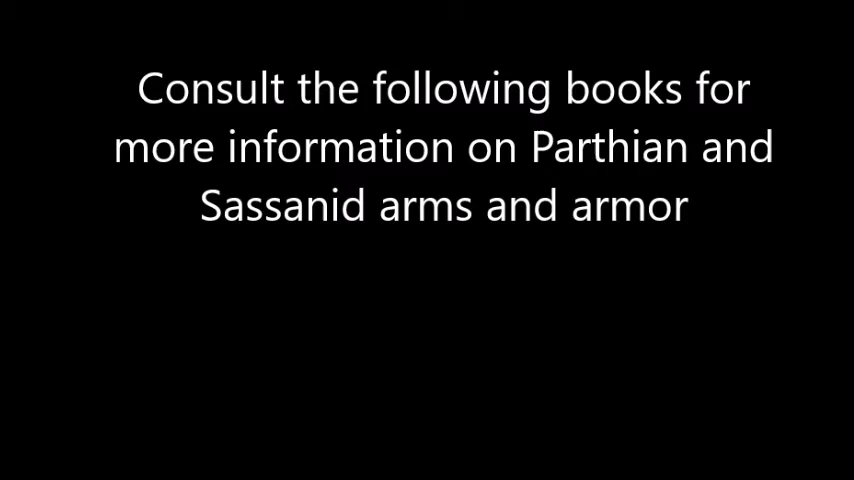 Consult the following books for
more information on Parthian and
Sassanid arms and armor